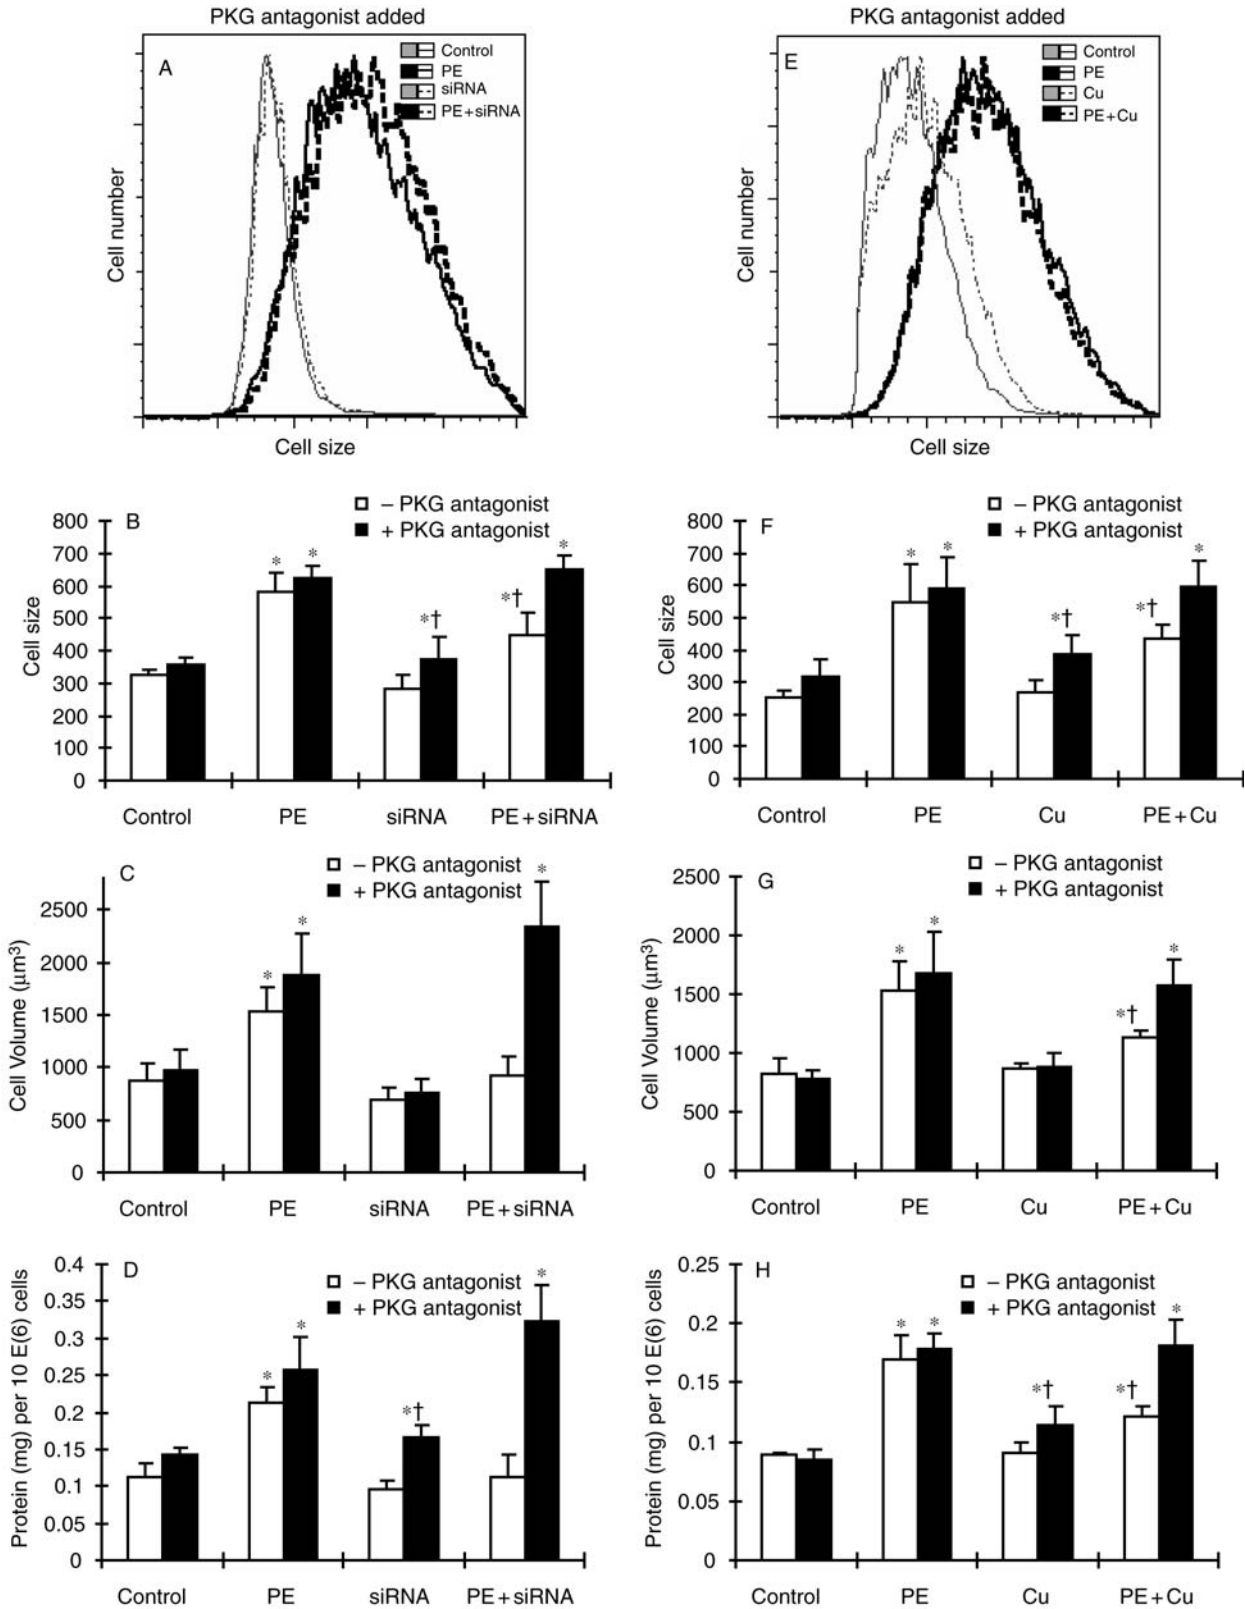 PKG antagonist added
A
Control
PE
siRNA
PE+siRNA
Cell number
Cell size
PKG antagonist added
E
Control
PE
Cu
PE+Cu
Cell number
Cell size
B
– PKG antagonist
+ PKG antagonist
Cell size
800
700
600
500
400
300
200
100
0
* * *† *† *
Control PE siRNA PE+siRNA
F
– PKG antagonist
+ PKG antagonist
Cell size
800
700
600
500
400
300
200
100
0
* * *† *† *
Control PE Cu PE+Cu
C
– PKG antagonist
+ PKG antagonist
Cell Volume (μm³)
2500
2000
1500
1000
500
0
* * *
Control PE siRNA PE+siRNA
G
– PKG antagonist
+ PKG antagonist
Cell Volume (μm³)
2500
2000
1500
1000
500
0
* * *† *
Control PE Cu PE+Cu
D
– PKG antagonist
+ PKG antagonist
Protein (mg) per 10 E(6) cells
0.4
0.35
0.3
0.25
0.2
0.15
0.1
0.05
0
* * *† *
Control PE siRNA PE+siRNA
H
– PKG antagonist
+ PKG antagonist
Protein (mg) per 10 E(6) cells
0.25
0.2
0.15
0.1
0.05
0
* * *† *† *
Control PE Cu PE+Cu